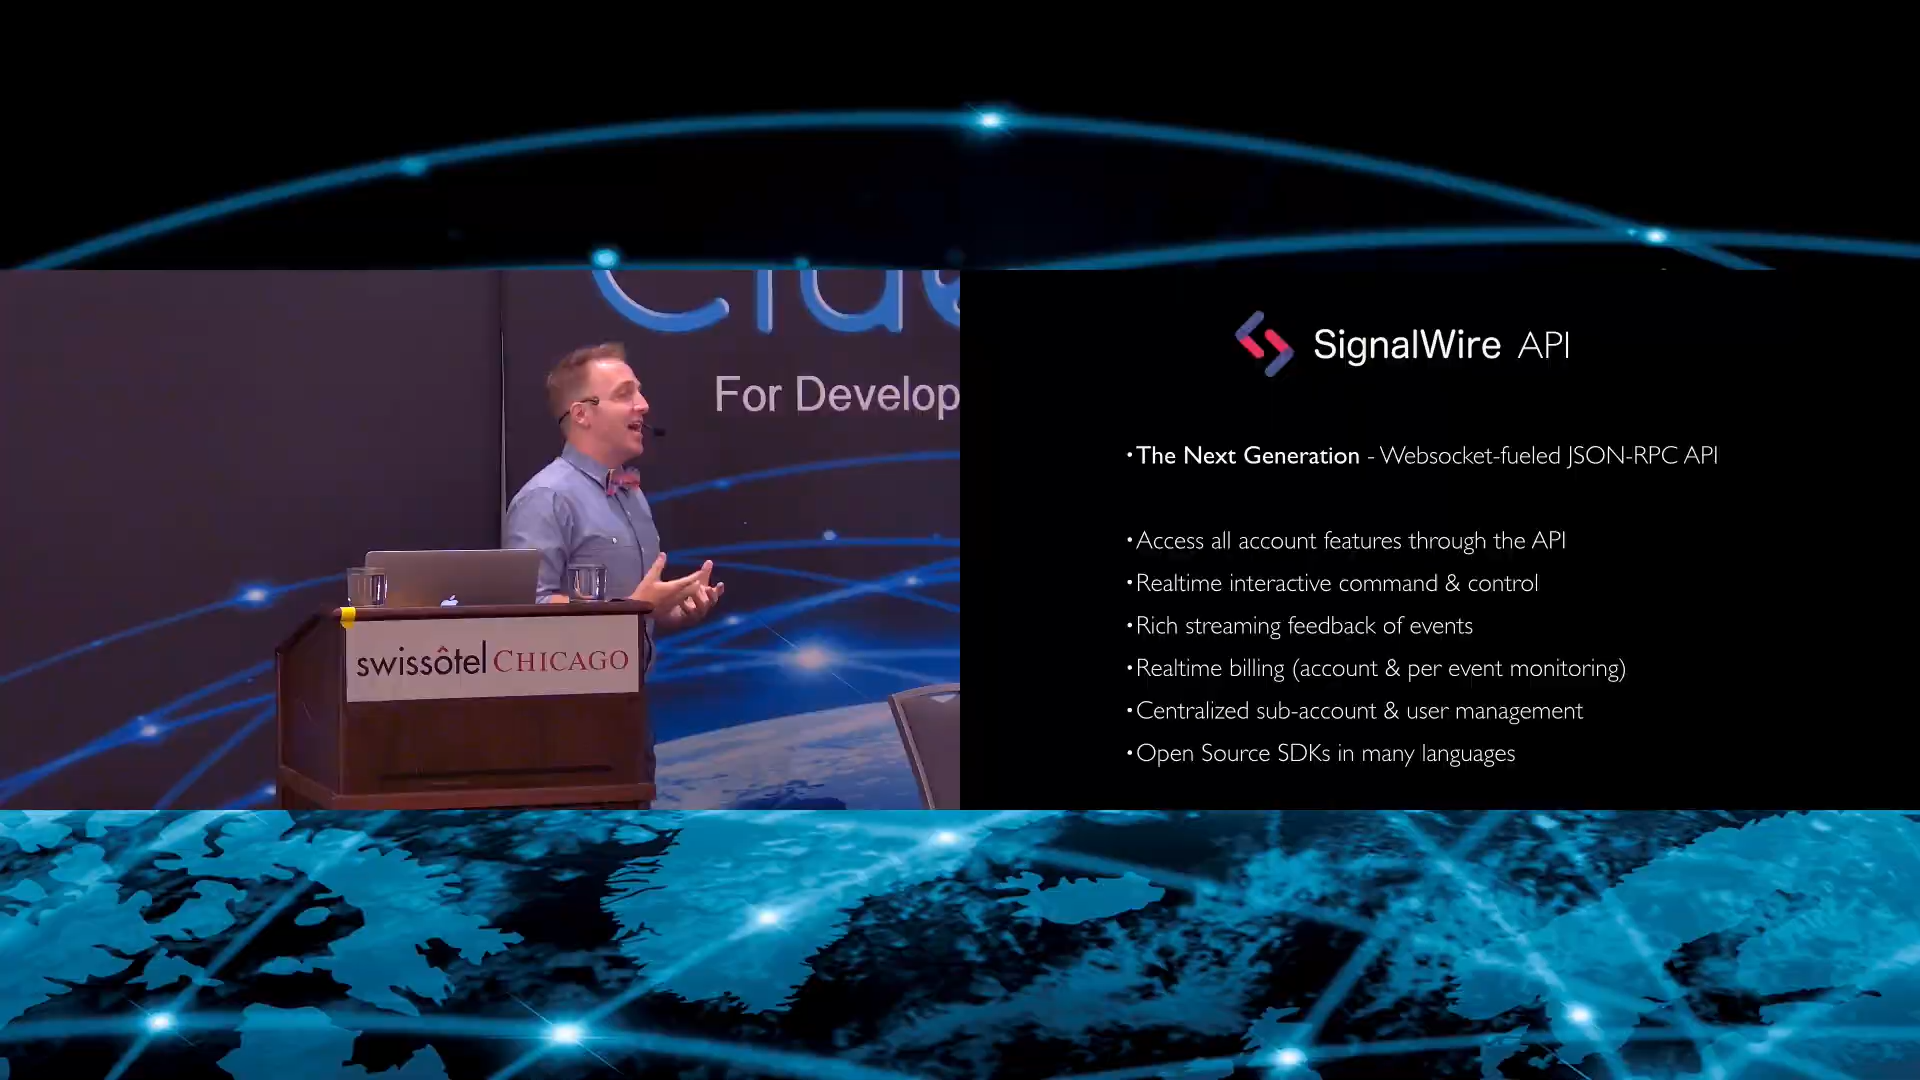 For Develop
swissôtel CHICAGO
SignalWire API
•The Next Generation - Websocket-fueled JSON-RPC API
•Access all account features through the API
•Realtime interactive command & control
•Rich streaming feedback of events
•Realtime billing (account & per event monitoring)
•Centralized sub-account & user management
•Open Source SDKs in many languages